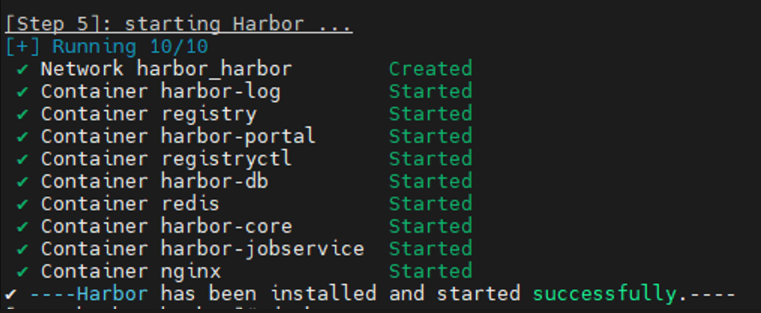 [Step 5]: starting Harbor ...
[+] Running 10/10
✔ Network harbor_harbor Created
✔ Container harbor-log Started
✔ Container registry Started
✔ Container harbor-portal Started
✔ Container registryctl Started
✔ Container harbor-db Started
✔ Container redis Started
✔ Container harbor-core Started
✔ Container harbor-jobservice Started
✔ Container nginx Started
✔ ----Harbor has been installed and started successfully.----